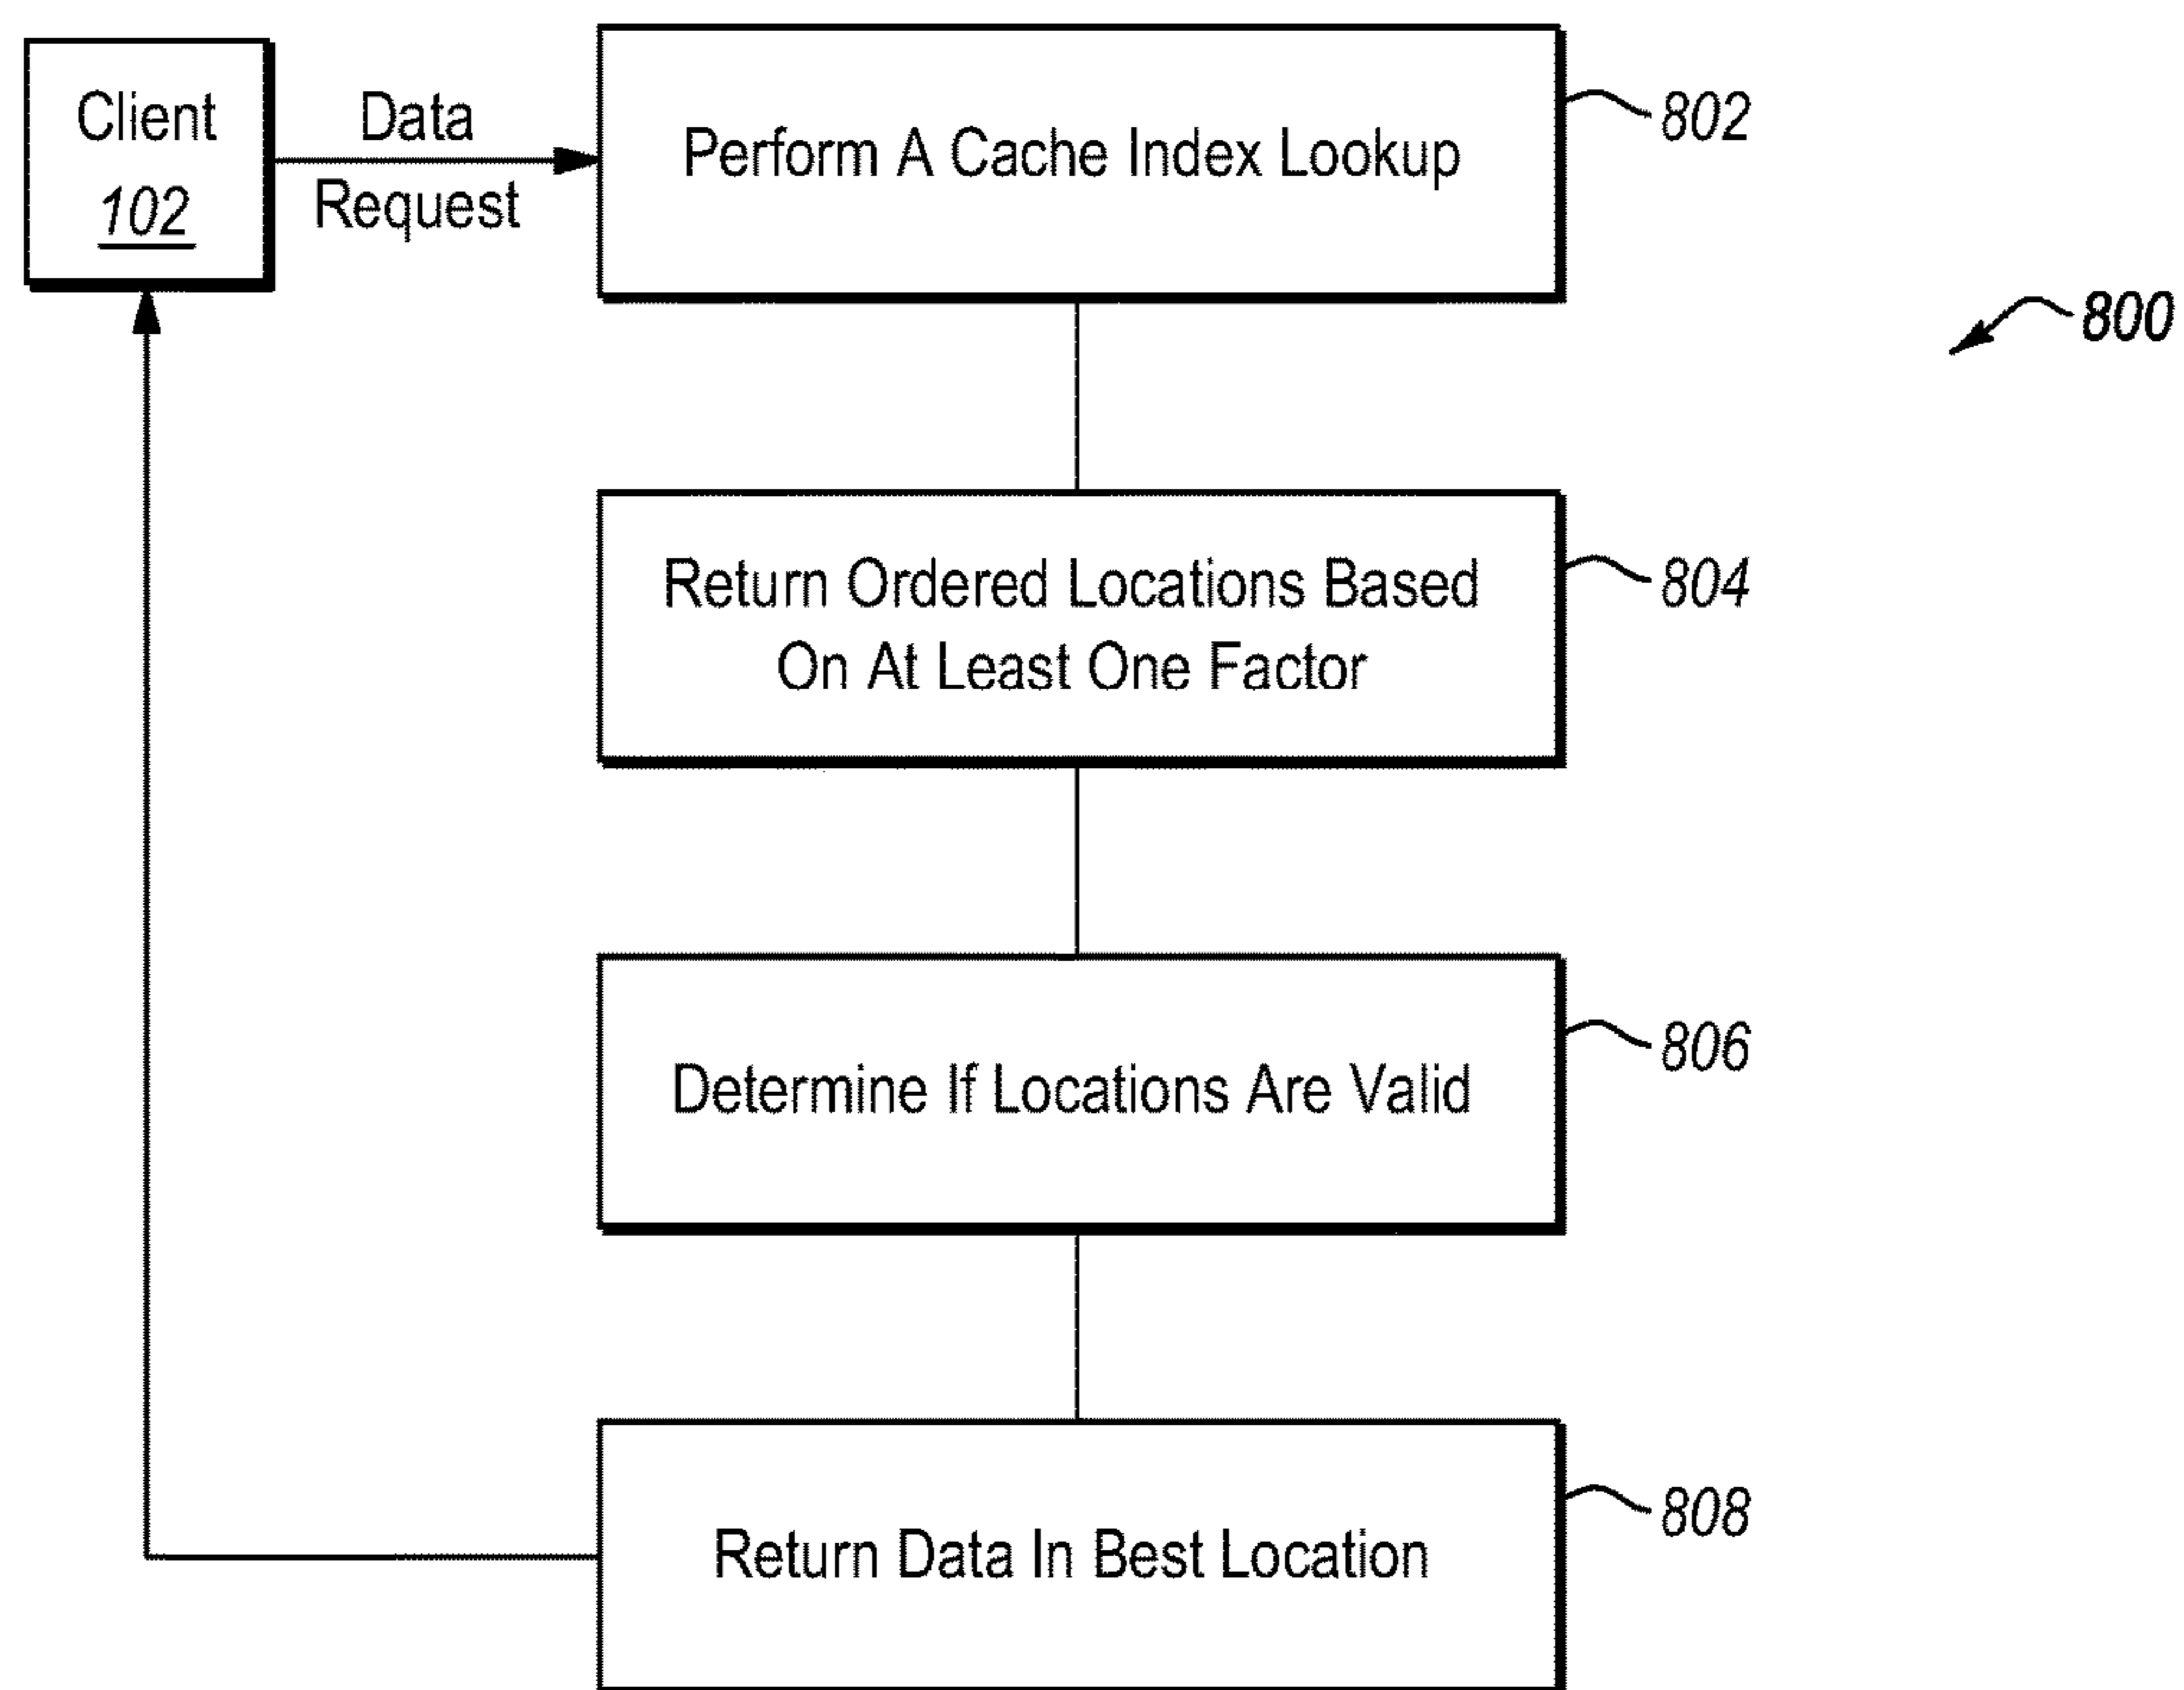 Client
102
Data
Request
Perform A Cache Index Lookup
802
800
Return Ordered Locations Based
On At Least One Factor
804
Determine If Locations Are Valid
806
Return Data In Best Location
808